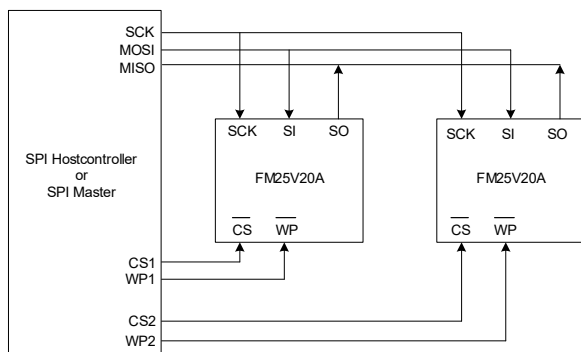 SCK
MOSI
MISO
SPI Hostcontroller
or
SPI Master
CS1
WP1
CS2
WP2
SCK SI SO
FM25V20A
CS WP
SCK SI SO
FM25V20A
CS WP